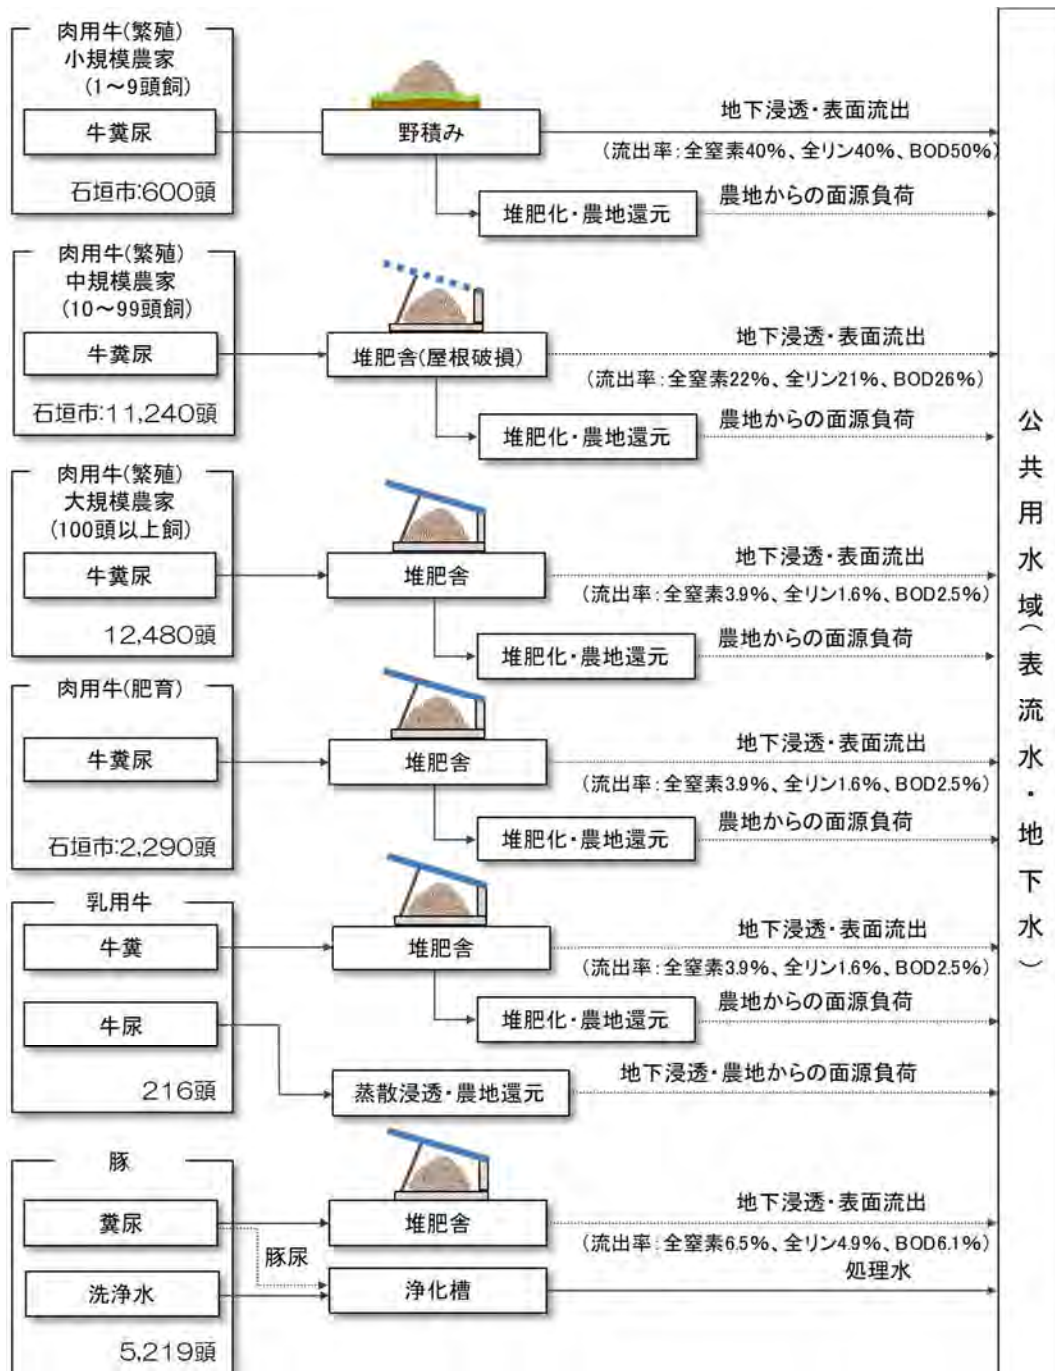 肉用牛(繁殖)
小規模農家
(1～9頭飼)
牛糞尿
石垣市:600頭
野積み
地下浸透・表面流出
(流出率:全窒素40%、全リン40%、BOD50%)
堆肥化・農地還元
農地からの面源負荷
肉用牛(繁殖)
中規模農家
(10～99頭飼)
牛糞尿
石垣市:11,240頭
堆肥舎(屋根破損)
地下浸透・表面流出
(流出率:全窒素22%、全リン21%、BOD26%)
堆肥化・農地還元
農地からの面源負荷
肉用牛(繁殖)
大規模農家
(100頭以上飼)
牛糞尿
12,480頭
堆肥舎
地下浸透・表面流出
(流出率:全窒素3.9%、全リン1.6%、BOD2.5%)
堆肥化・農地還元
農地からの面源負荷
肉用牛(肥育)
牛糞尿
石垣市:2,290頭
堆肥舎
地下浸透・表面流出
(流出率:全窒素3.9%、全リン1.6%、BOD2.5%)
堆肥化・農地還元
農地からの面源負荷
乳用牛
牛糞
牛尿
216頭
堆肥舎
地下浸透・表面流出
(流出率:全窒素3.9%、全リン1.6%、BOD2.5%)
堆肥化・農地還元
農地からの面源負荷
蒸散浸透・農地還元
地下浸透・農地からの面源負荷
豚
糞尿
洗浄水
5,219頭
豚尿
堆肥舎
地下浸透・表面流出
(流出率:全窒素6.5%、全リン4.9%、BOD6.1%)
浄化槽
処理水
公共用水域(表流水・地下水)